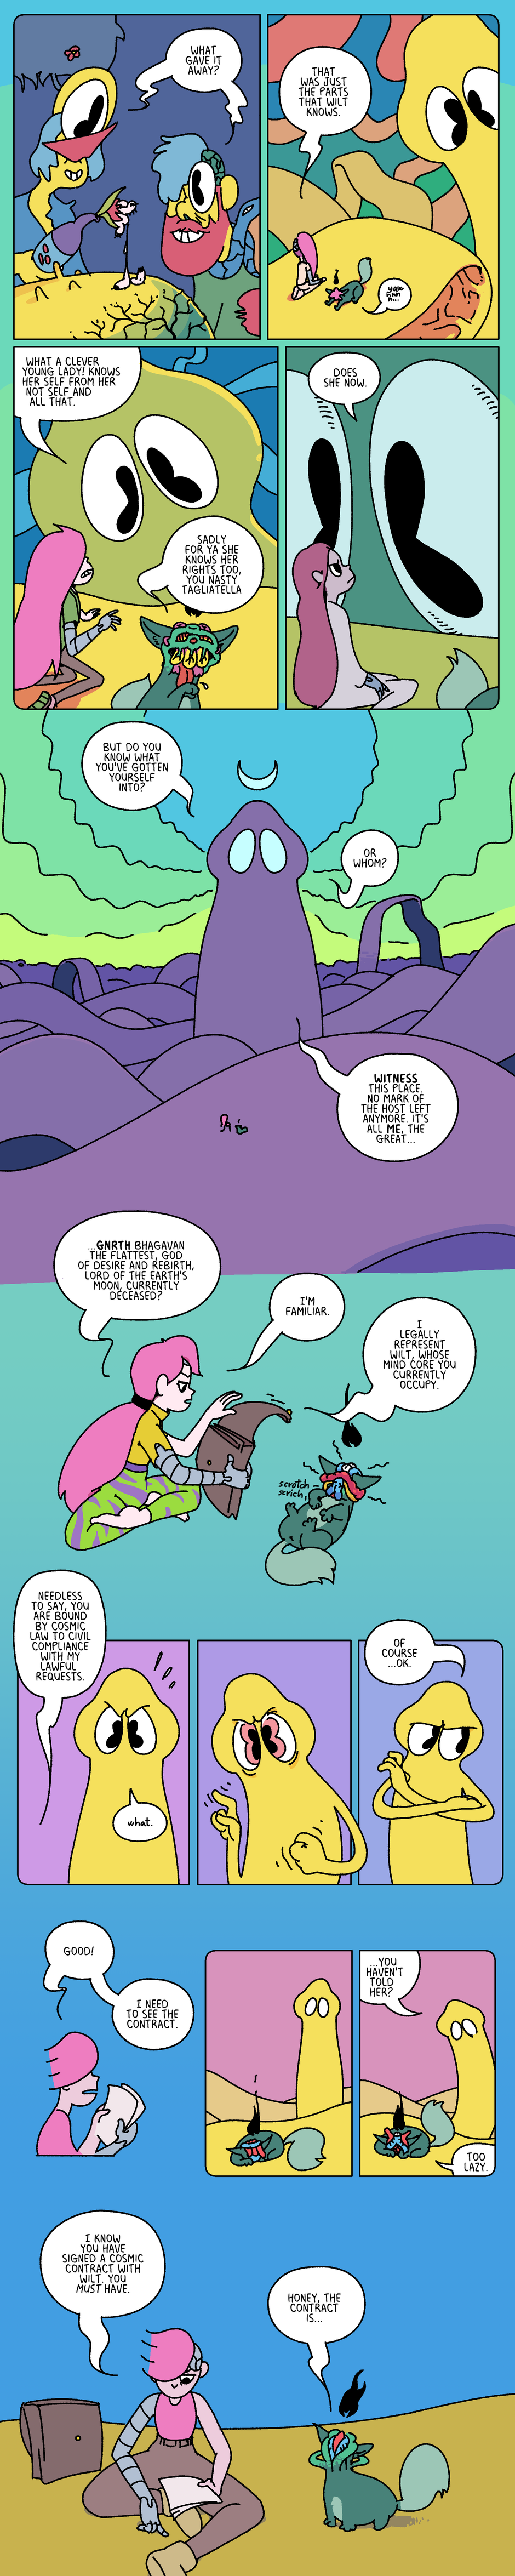 WHAT
GAVE IT
AWAY?
THAT
WAS JUST
THE PARTS
THAT WILT
KNOWS.
WHAT A CLEVER
YOUNG LADY! KNOWS
HER SELF FROM HER
NOT SELF AND
ALL THAT.
SADLY
FOR YA SHE
KNOWS HER
RIGHTS TOO,
YOU NASTY
TAGLIATELLA
DOES
SHE NOW.
BUT DO YOU
KNOW WHAT
YOU'VE GOTTEN
YOURSELF
INTO?
OR
WHOM?
WITNESS
THIS PLACE.
NO MARK OF
THE HOST LEFT
ANYMORE. IT'S
ALL ME, THE
GREAT...
...GNRTH BHAGAVAN
THE FLATTEST, GOD
OF DESIRE AND REBIRTH,
LORD OF THE EARTH'S
MOON, CURRENTLY
DECEASED?
I'M
FAMILIAR.
I
LEGALLY
REPRESENT
WILT, WHOSE
MIND CORE YOU
CURRENTLY
OCCUPY.
scrotch
scrich
NEEDLESS
TO SAY, YOU
ARE BOUND
BY COSMIC
LAW TO CIVIL
COMPLIANCE
WITH MY
LAWFUL
REQUESTS.
what.
OF
COURSE
...OK.
GOOD!
I NEED
TO SEE THE
CONTRACT.
...YOU
HAVEN'T
TOLD
HER?
TOO
LAZY.
I KNOW
YOU HAVE
SIGNED A COSMIC
CONTRACT WITH
WILT. YOU
MUST HAVE.
HONEY, THE
CONTRACT
IS...